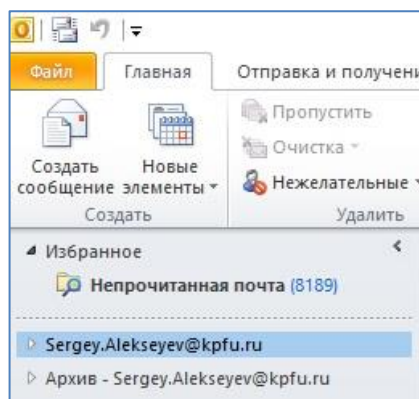 Файл Главная Отправка и получени
Создать сообщение
Новые элементы
Пропустить
Очистка
Нежелательные
Создать Удалить
Избранное
Непрочитанная почта (8189)
Sergey.Alekseyev@kpfu.ru
Архив - Sergey.Alekseyev@kpfu.ru